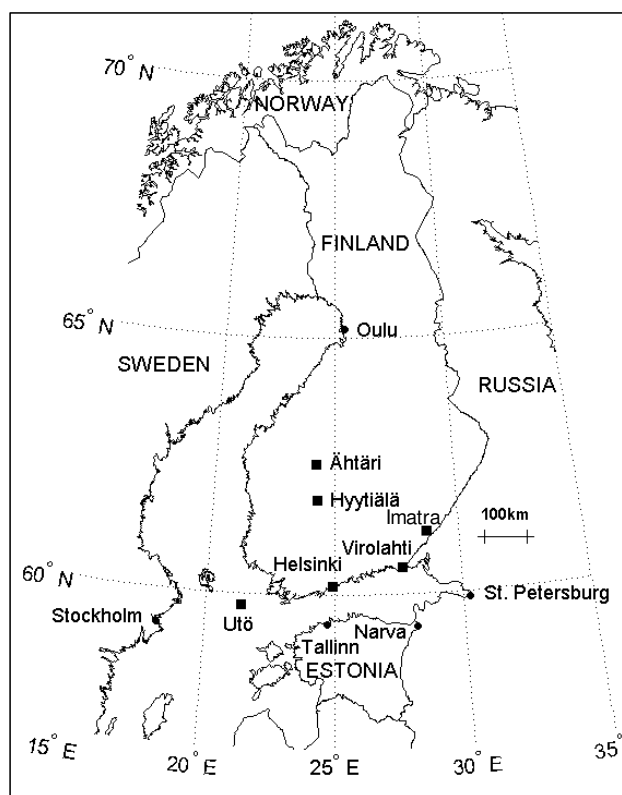 70° N
NORWAY
FINLAND
65° N
Oulu
SWEDEN
RUSSIA
Ähtäri
Hyytiälä
Imatra
100km
Virolahti
Helsinki
60° N
St. Petersburg
Stockholm
Utö
Narva
Tallinn
ESTONIA
15° E
20° E
25° E
30° E
35° E